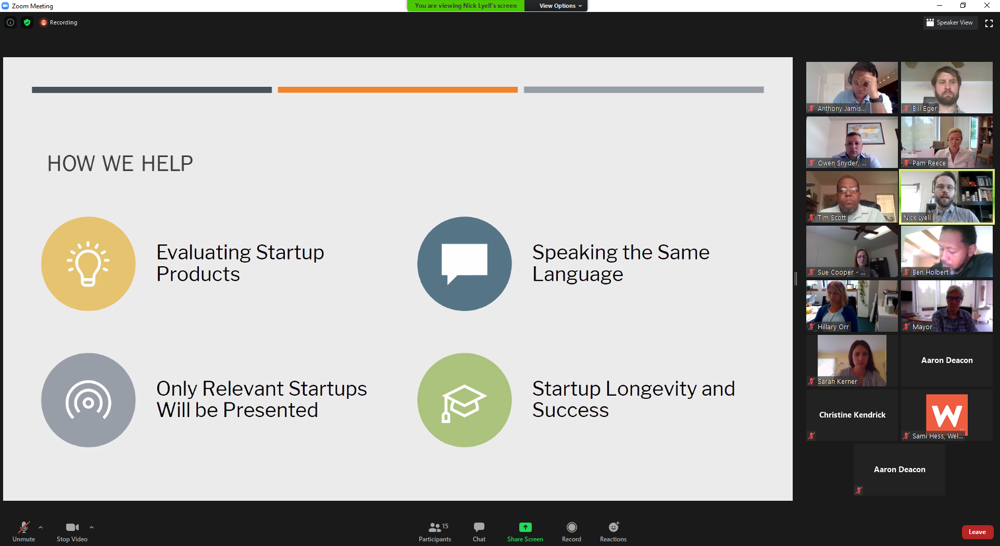 Zoom Meeting
You are viewing Nick Lyell's screen
View Options
Recording
Speaker View
HOW WE HELP
Evaluating Startup
Products
Speaking the Same
Language
Only Relevant Startups
Will be Presented
Startup Longevity and
Success
Anthony Jamis...
Bill Eger
Owen Snyder, ...
Pam Reece
Tim Scott
Nick Lyell
Sue Cooper - ...
Ben Holbert
Hillary Orr
Mayor
Sarah Kerner
Aaron Deacon
Christine Kendrick
W
Sami Hess, Wel...
Aaron Deacon
Unmute
Stop Video
15
Participants
Chat
Share Screen
Record
Reactions
Leave